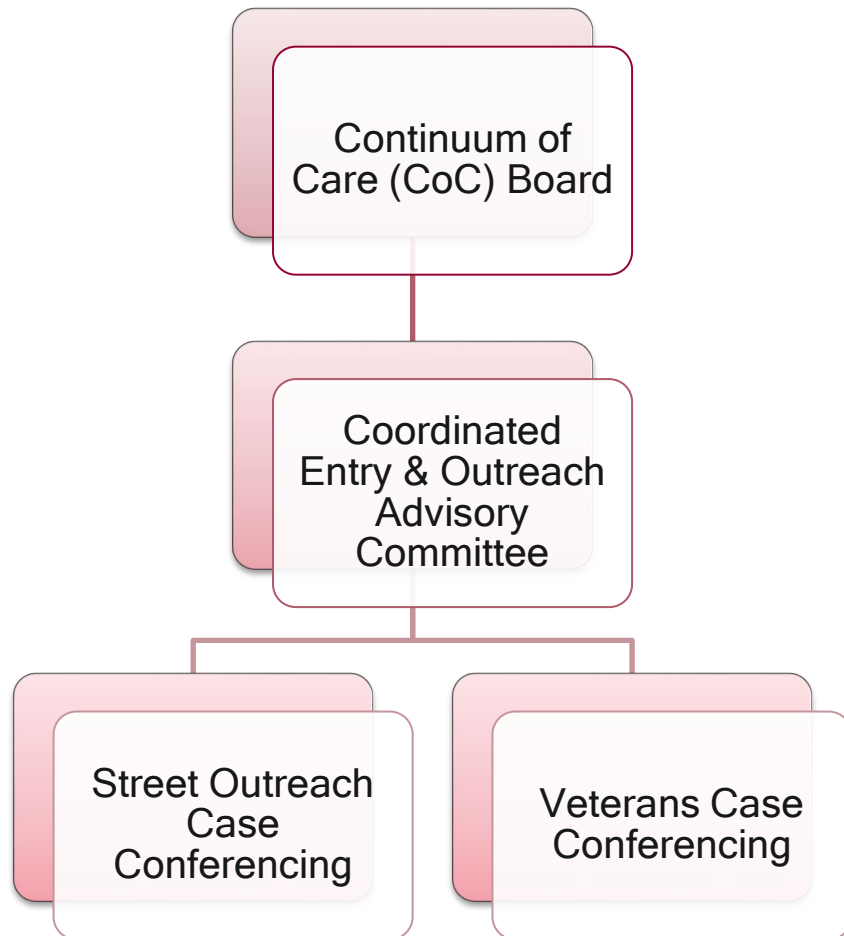 Continuum of
Care (CoC) Board
Coordinated
Entry & Outreach
Advisory
Committee
Street Outreach
Case
Conferencing
Veterans Case
Conferencing